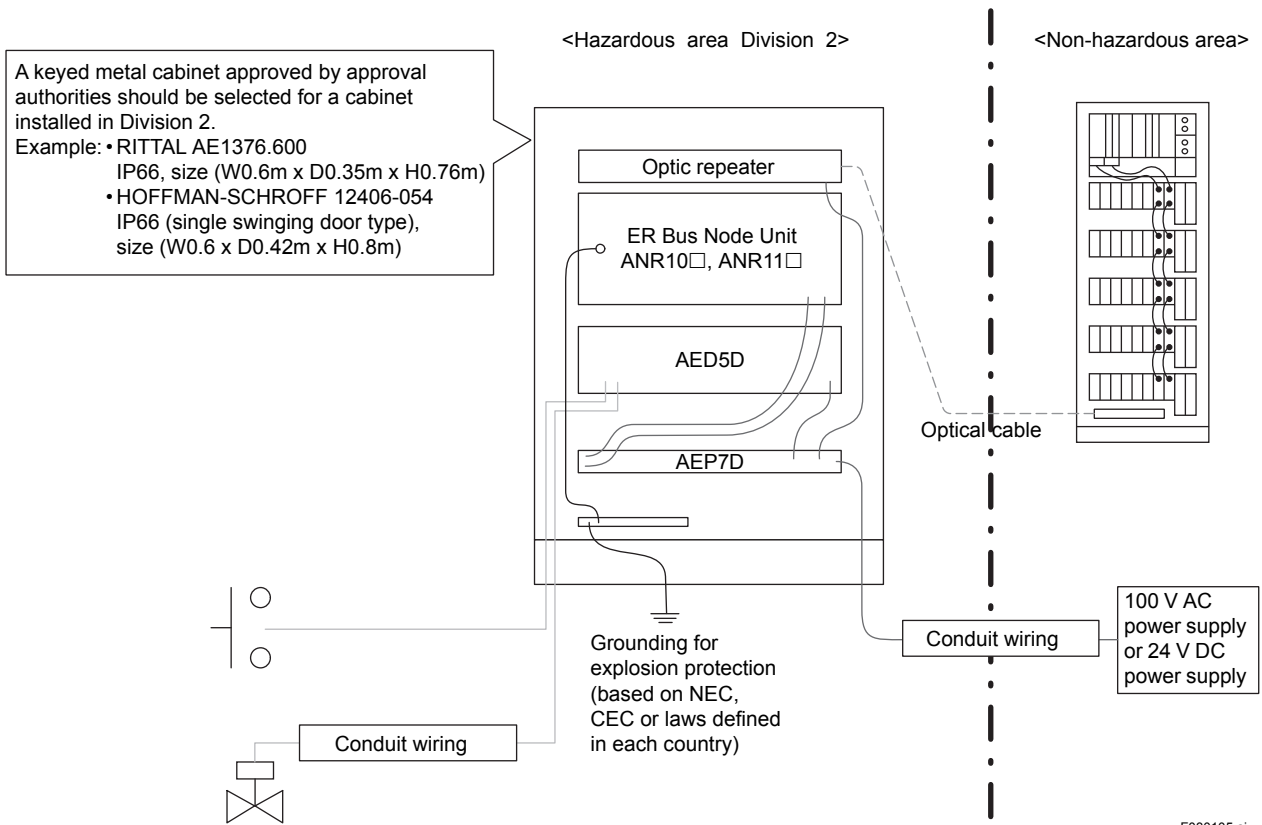 <Hazardous area Division 2>
<Non-hazardous area>
A keyed metal cabinet approved by approval
authorities should be selected for a cabinet
installed in Division 2.
Example: • RITTAL AE1376.600
IP66, size (W0.6m x D0.35m x H0.76m)
• HOFFMAN-SCHROFF 12406-054
IP66 (single swinging door type),
size (W0.6 x D0.42m x H0.8m)
Optic repeater
ER Bus Node Unit
ANR10□, ANR11□
AED5D
AEP7D
Optical cable
Grounding for
explosion protection
(based on NEC,
CEC or laws defined
in each country)
Conduit wiring
100 V AC
power supply
or 24 V DC
power supply
Conduit wiring